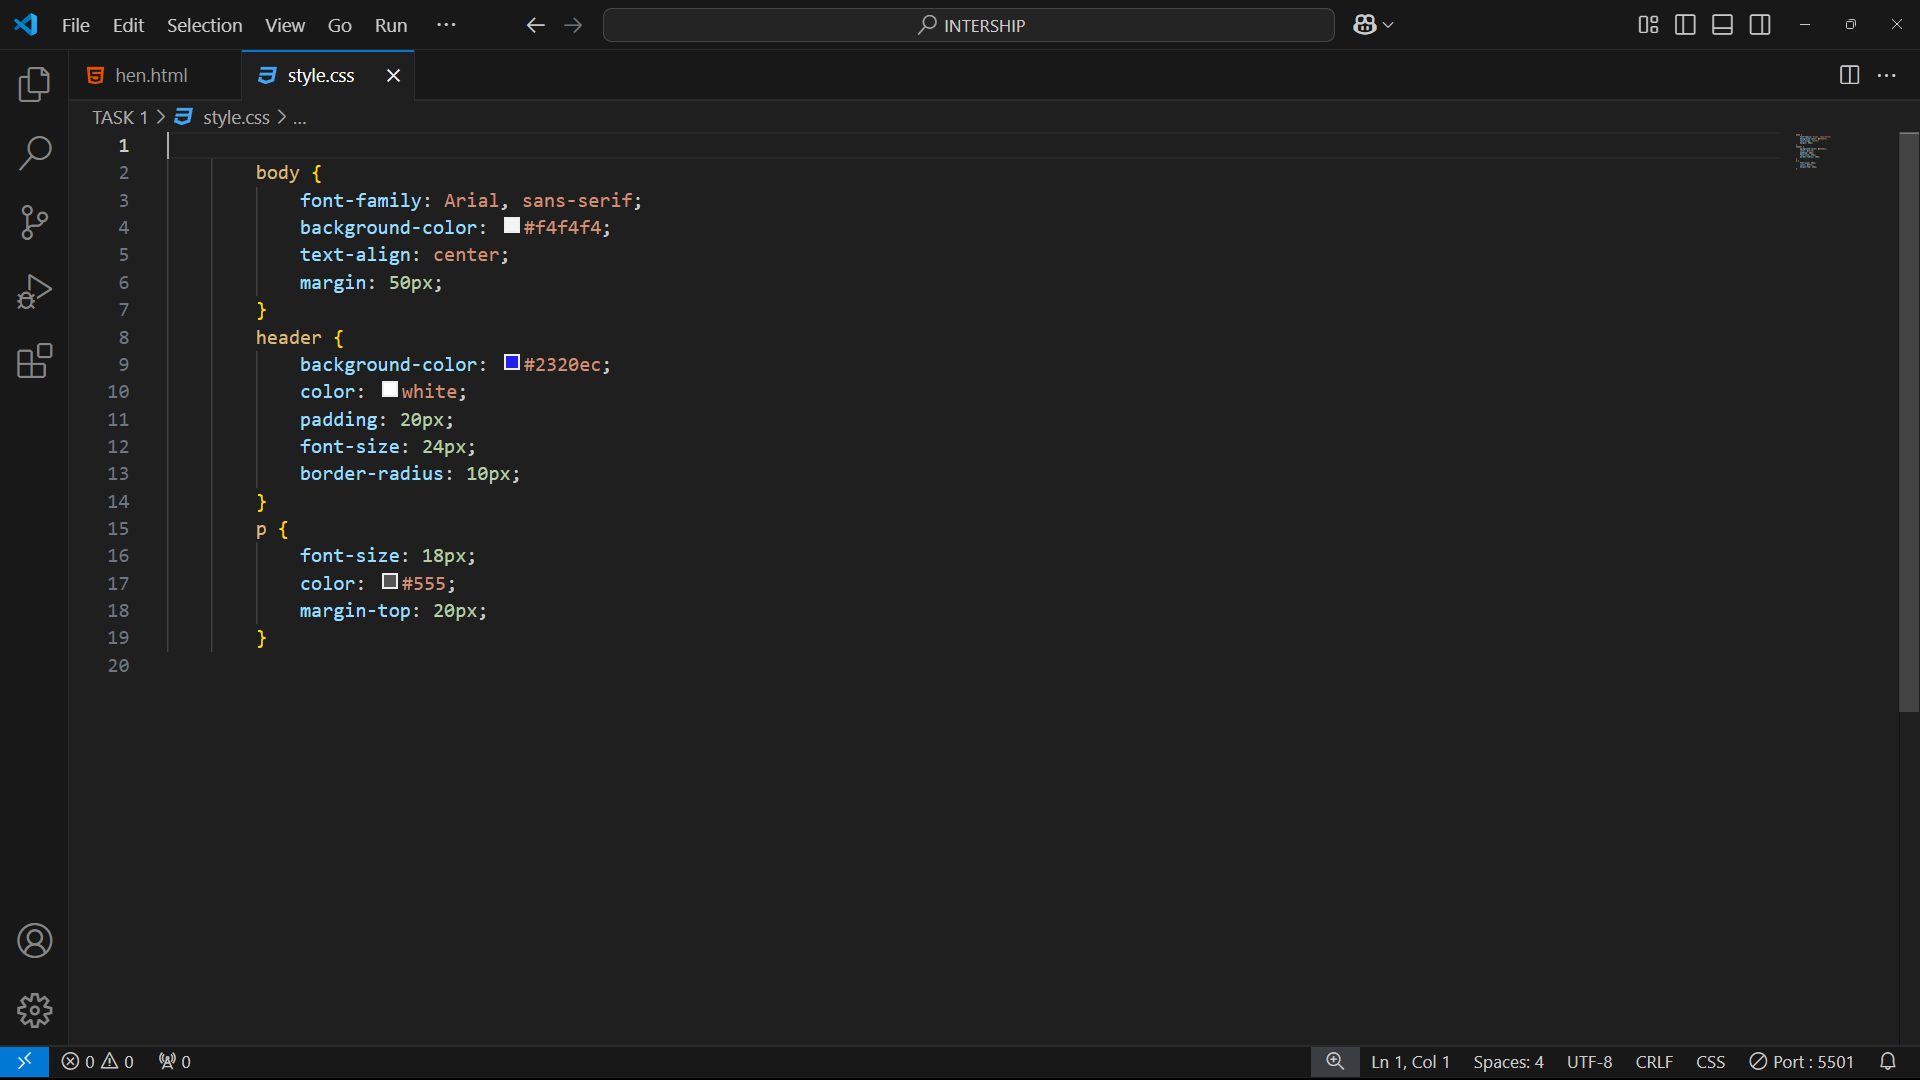 File Edit Selection View Go Run ... INTERSHIP
hen.html style.css
TASK 1 > style.css > ...
1
2 body {
3 font-family: Arial, sans-serif;
4 background-color: #f4f4f4;
5 text-align: center;
6 margin: 50px;
7 }
8 header {
9 background-color: #2320ec;
10 color: white;
11 padding: 20px;
12 font-size: 24px;
13 border-radius: 10px;
14 }
15 p {
16 font-size: 18px;
17 color: #555;
18 margin-top: 20px;
19 }
20
0 0 0 Ln 1, Col 1 Spaces: 4 UTF-8 CRLF CSS Port : 5501